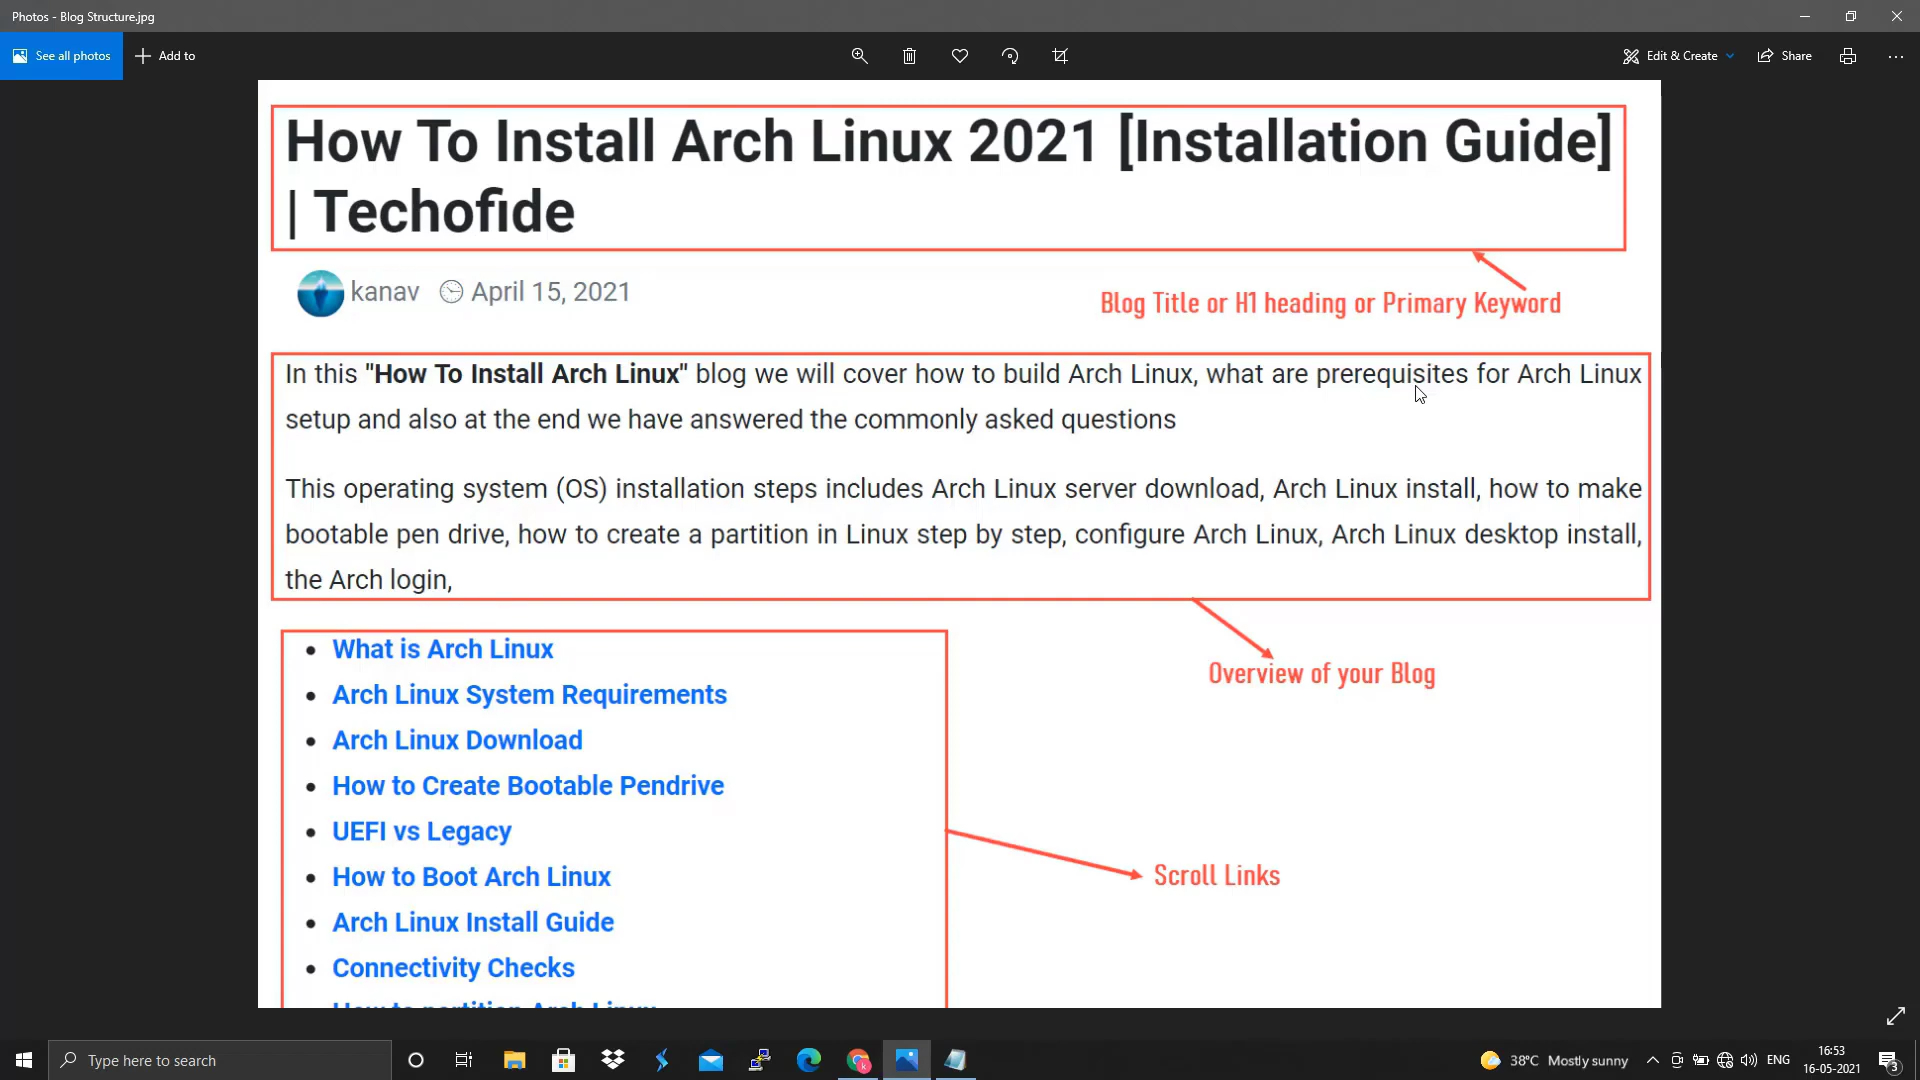 Photos - Blog Structure.jpg
See all photos
Add to
Edit & Create
Share
How To Install Arch Linux 2021 [Installation Guide]
| Techofide
kanav
April 15, 2021
Blog Title or H1 heading or Primary Keyword
In this "How To Install Arch Linux" blog we will cover how to build Arch Linux, what are prerequisites for Arch Linux
setup and also at the end we have answered the commonly asked questions
This operating system (OS) installation steps includes Arch Linux server download, Arch Linux install, how to make
bootable pen drive, how to create a partition in Linux step by step, configure Arch Linux, Arch Linux desktop install,
the Arch login,
Overview of your Blog
What is Arch Linux
Arch Linux System Requirements
Arch Linux Download
How to Create Bootable Pendrive
UEFI vs Legacy
How to Boot Arch Linux
Arch Linux Install Guide
Connectivity Checks
How to partition Arch Linux
Scroll Links
Type here to search
38°C Mostly sunny
ENG
16:53
16-05-2021
3